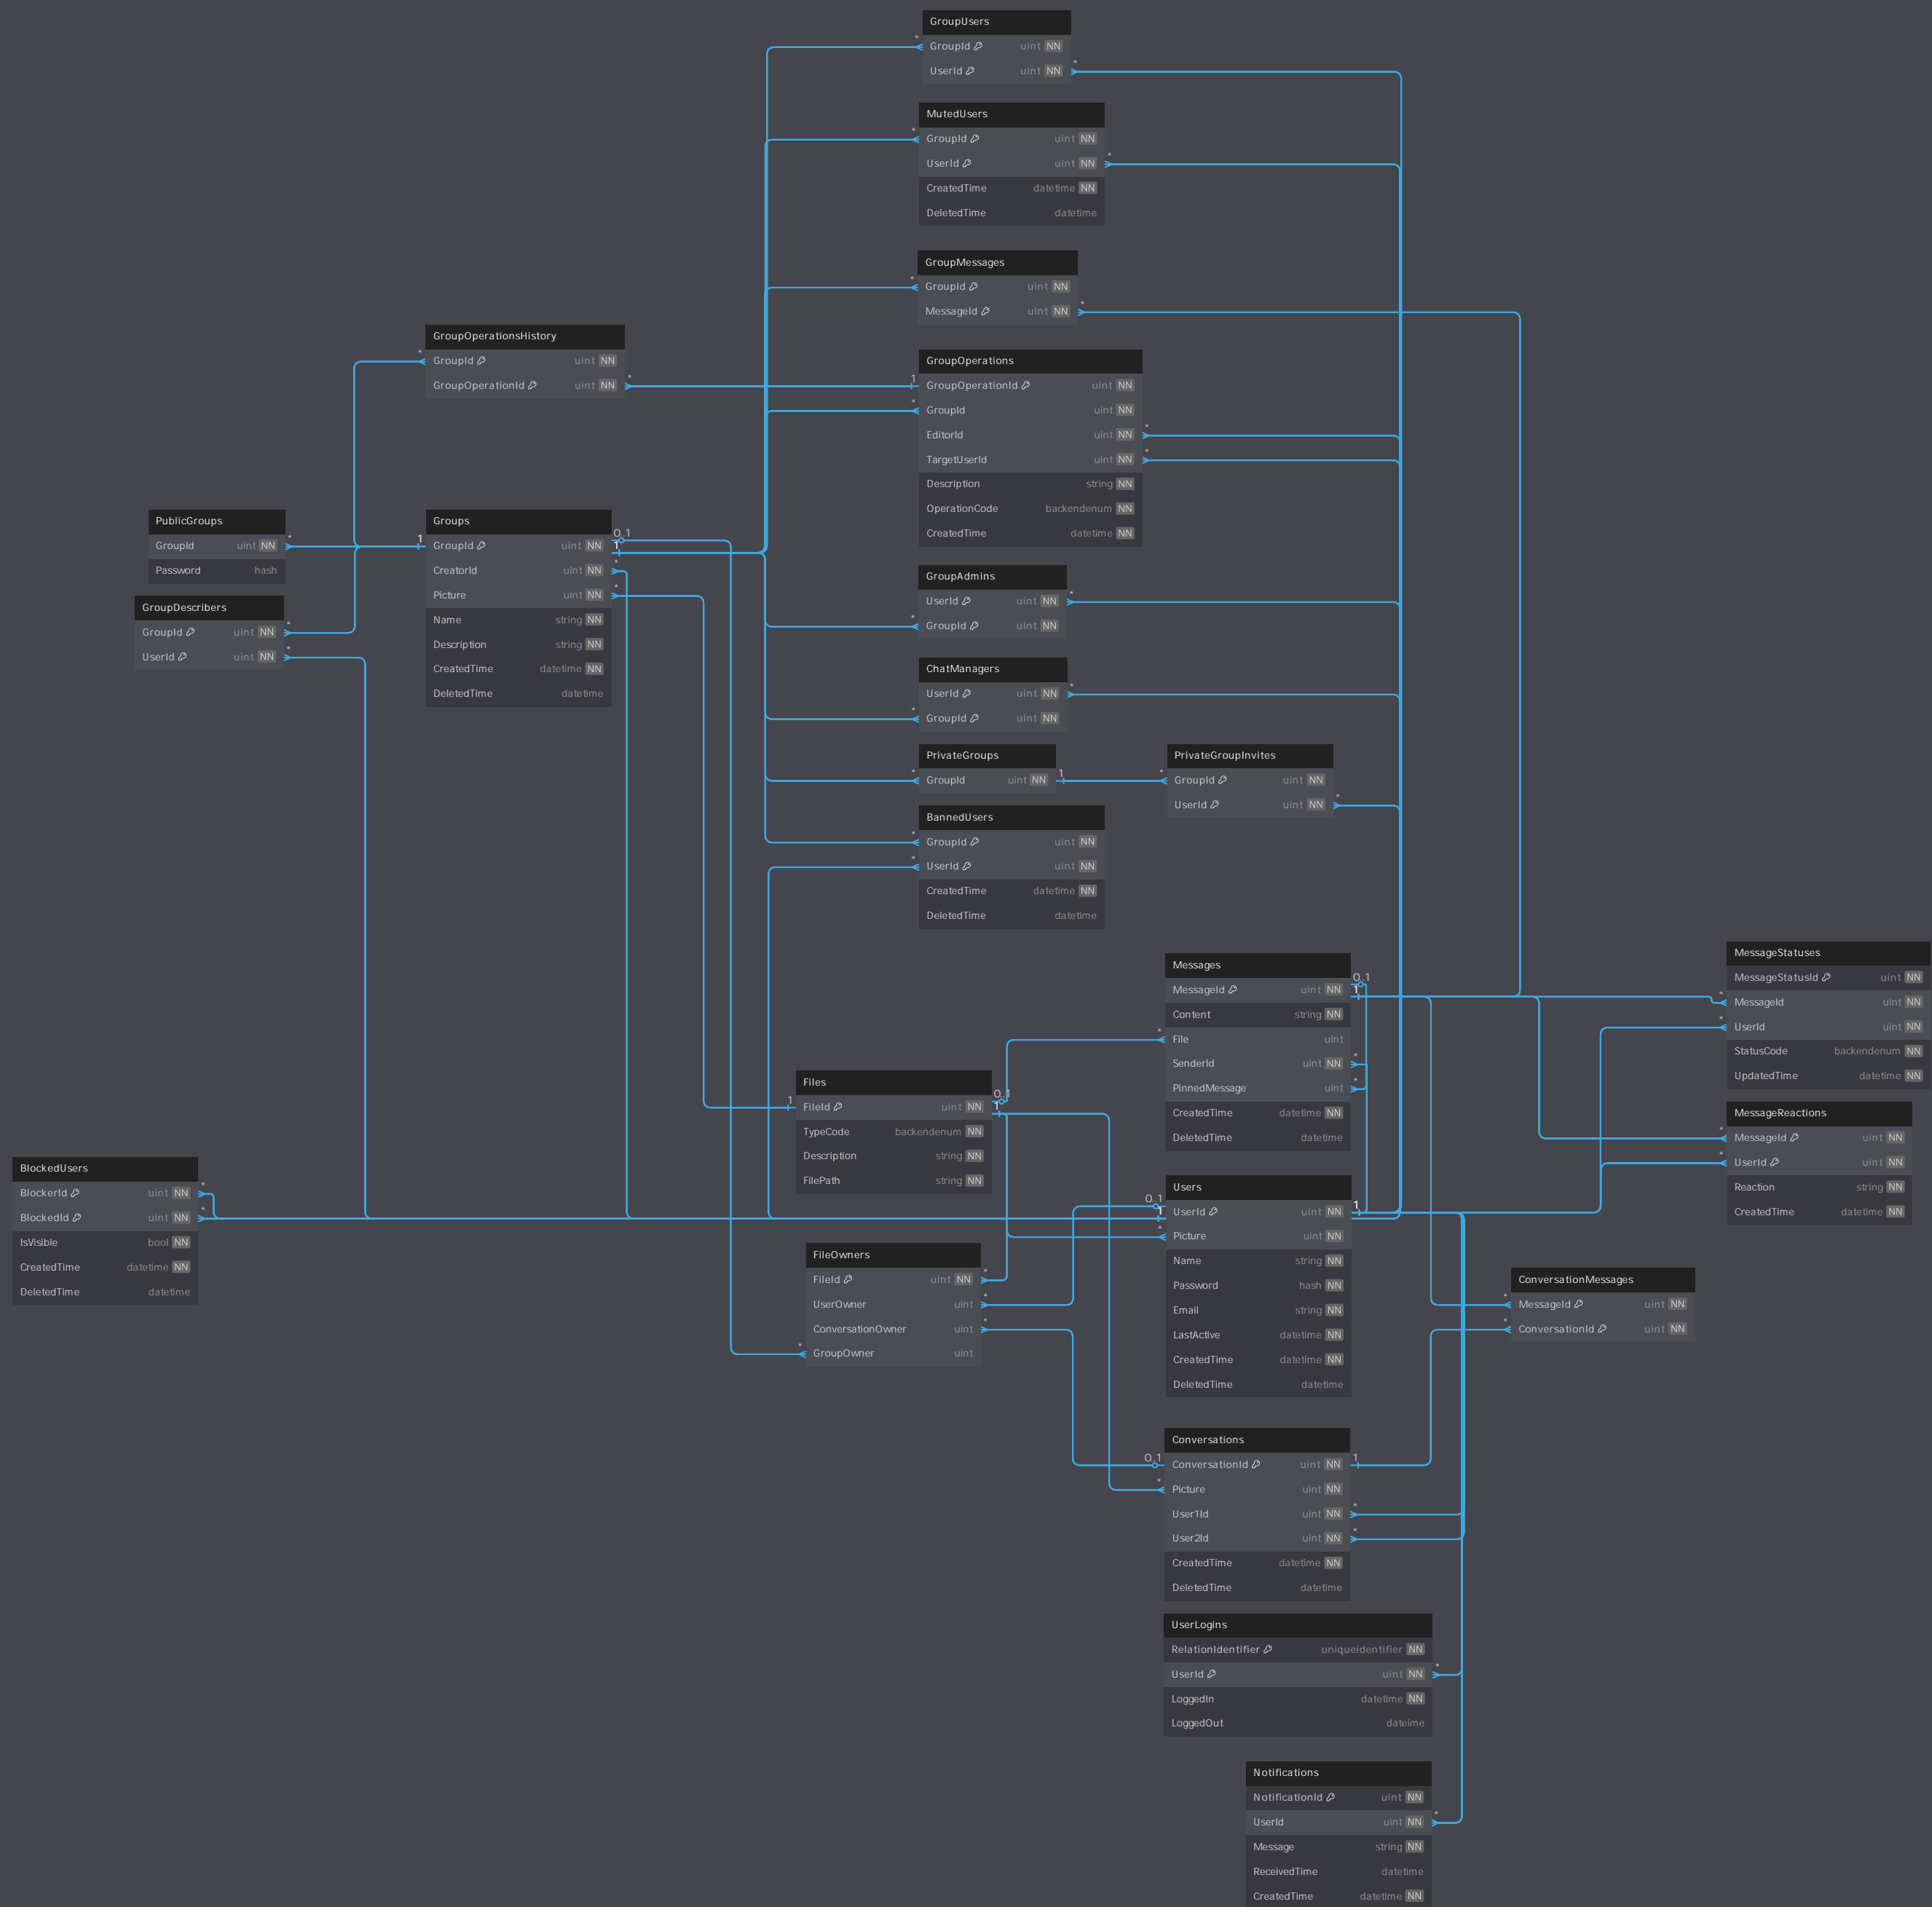 GroupUsers
GroupId uint NN
UserId uint NN
MutedUsers
GroupId uint NN
UserId uint NN
CreatedTime datetime NN
DeletedTime datetime
GroupMessages
GroupId uint NN
MessageId uint NN
GroupOperationsHistory
GroupId uint NN
GroupOperationId uint NN
GroupOperations
GroupOperationId uint NN
GroupId uint NN
EditorId uint NN
TargetUserId uint NN
Description string NN
OperationCode backendenum NN
CreatedTime datetime NN
PublicGroups
GroupId uint NN
Password hash
GroupDescribers
GroupId uint NN
UserId uint NN
Groups
GroupId uint NN
CreatorId uint NN
Picture uint NN
Name string NN
Description string NN
CreatedTime datetime NN
DeletedTime datetime
GroupAdmins
UserId uint NN
GroupId uint NN
ChatManagers
UserId uint NN
GroupId uint NN
PrivateGroups
GroupId uint NN
PrivateGroupInvites
GroupId uint NN
UserId uint NN
BannedUsers
GroupId uint NN
UserId uint NN
CreatedTime datetime NN
DeletedTime datetime
Messages
MessageId uint NN
Content string NN
File uint
SenderId uint NN
PinnedMessage uint
CreatedTime datetime NN
DeletedTime datetime
MessageStatuses
MessageStatusId uint NN
MessageId uint NN
UserId uint NN
StatusCode backendenum NN
UpdatedTime datetime NN
MessageReactions
MessageId uint NN
UserId uint NN
Reaction string NN
CreatedTime datetime NN
Files
FileId uint NN
TypeCode backendenum NN
Description string NN
FilePath string NN
BlockedUsers
BlockerId uint NN
BlockedId uint NN
IsVisible bool NN
CreatedTime datetime NN
DeletedTime datetime
Users
UserId uint NN
Picture uint NN
Name string NN
Password hash NN
Email string NN
LastActive datetime NN
CreatedTime datetime NN
DeletedTime datetime
FileOwners
FileId uint NN
UserOwner uint
ConversationOwner uint
GroupOwner uint
ConversationMessages
MessageId uint NN
ConversationId uint NN
Conversations
ConversationId uint NN
Picture uint NN
User1Id uint NN
User2Id uint NN
CreatedTime datetime NN
DeletedTime datetime
UserLogins
RelationIdentifier uniqueidentifier NN
UserId uint NN
LoggedIn datetime NN
LoggedOut dateime
Notifications
NotificationId uint NN
UserId uint NN
Message string NN
ReceivedTime datetime
CreatedTime datetime NN